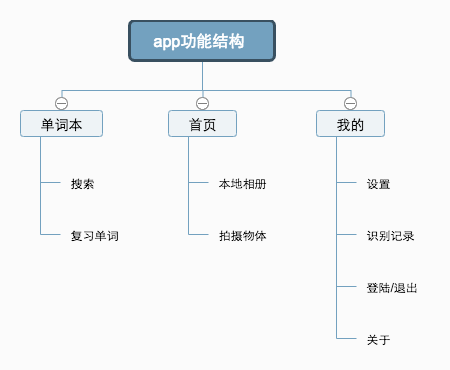 app功能结构
单词本
首页
我的
搜索
本地相册
设置
复习单词
拍摄物体
识别记录
登陆/退出
关于